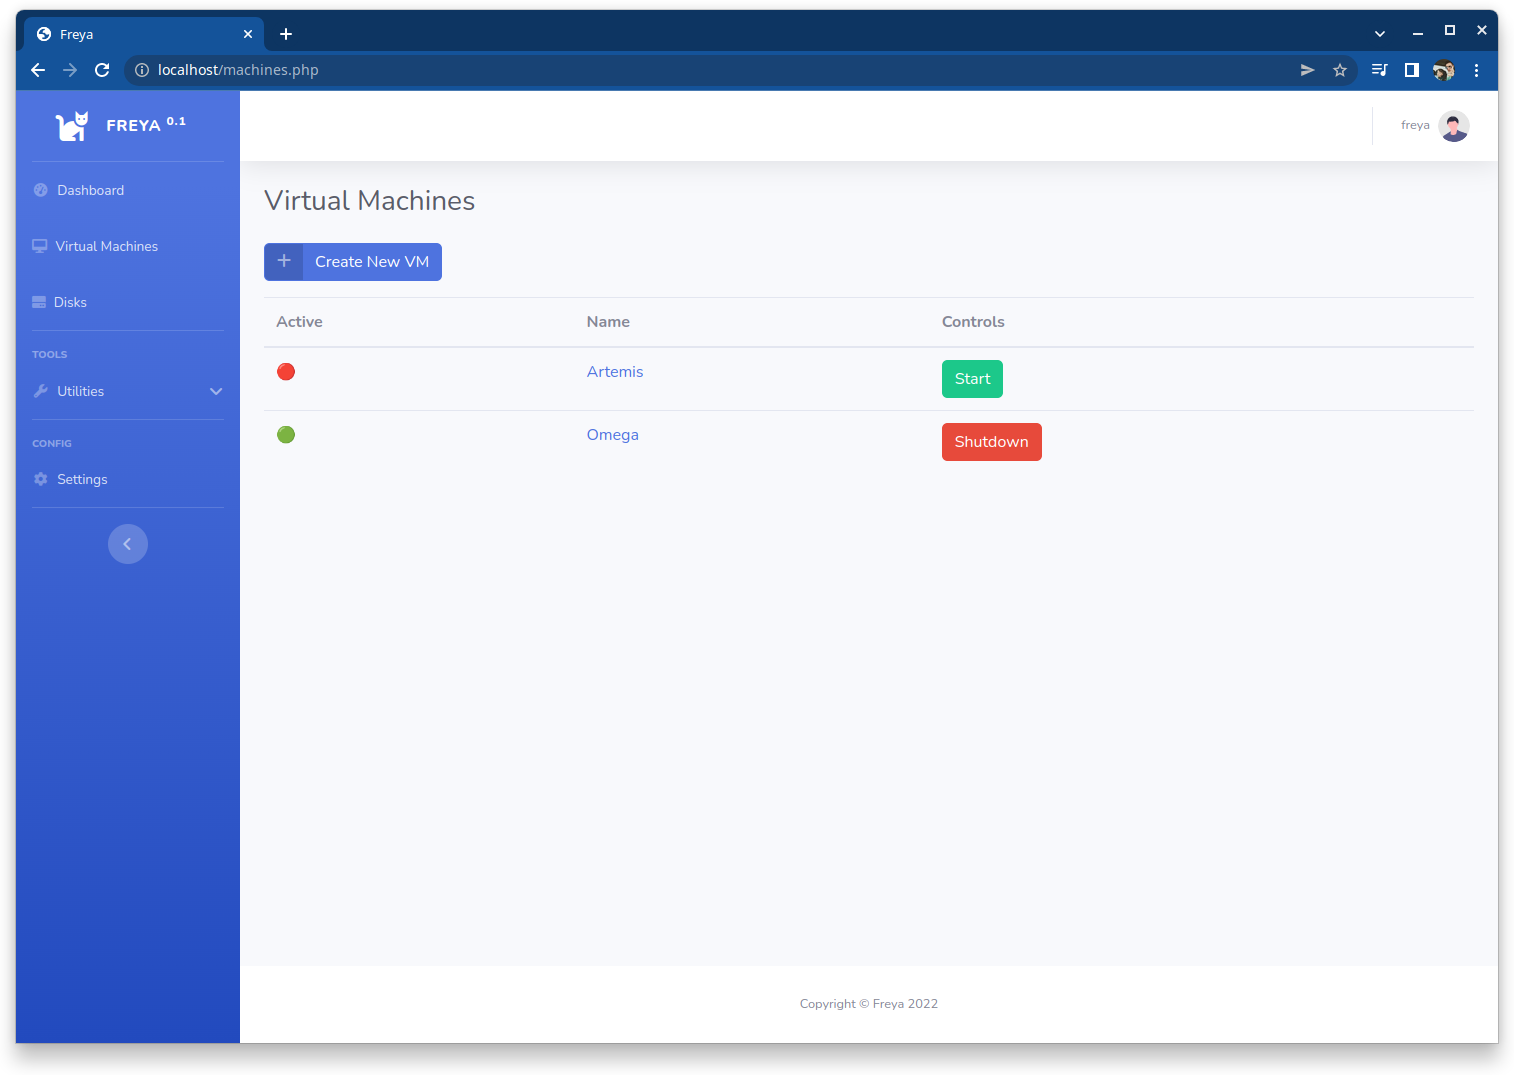 Freya
localhost/machines.php
FREYA 0.1
freya
Dashboard
Virtual Machines
Disks
TOOLS
Utilities
CONFIG
Settings
Virtual Machines
Create New VM
Active Name Controls
Artemis Start
Omega Shutdown
Copyright © Freya 2022